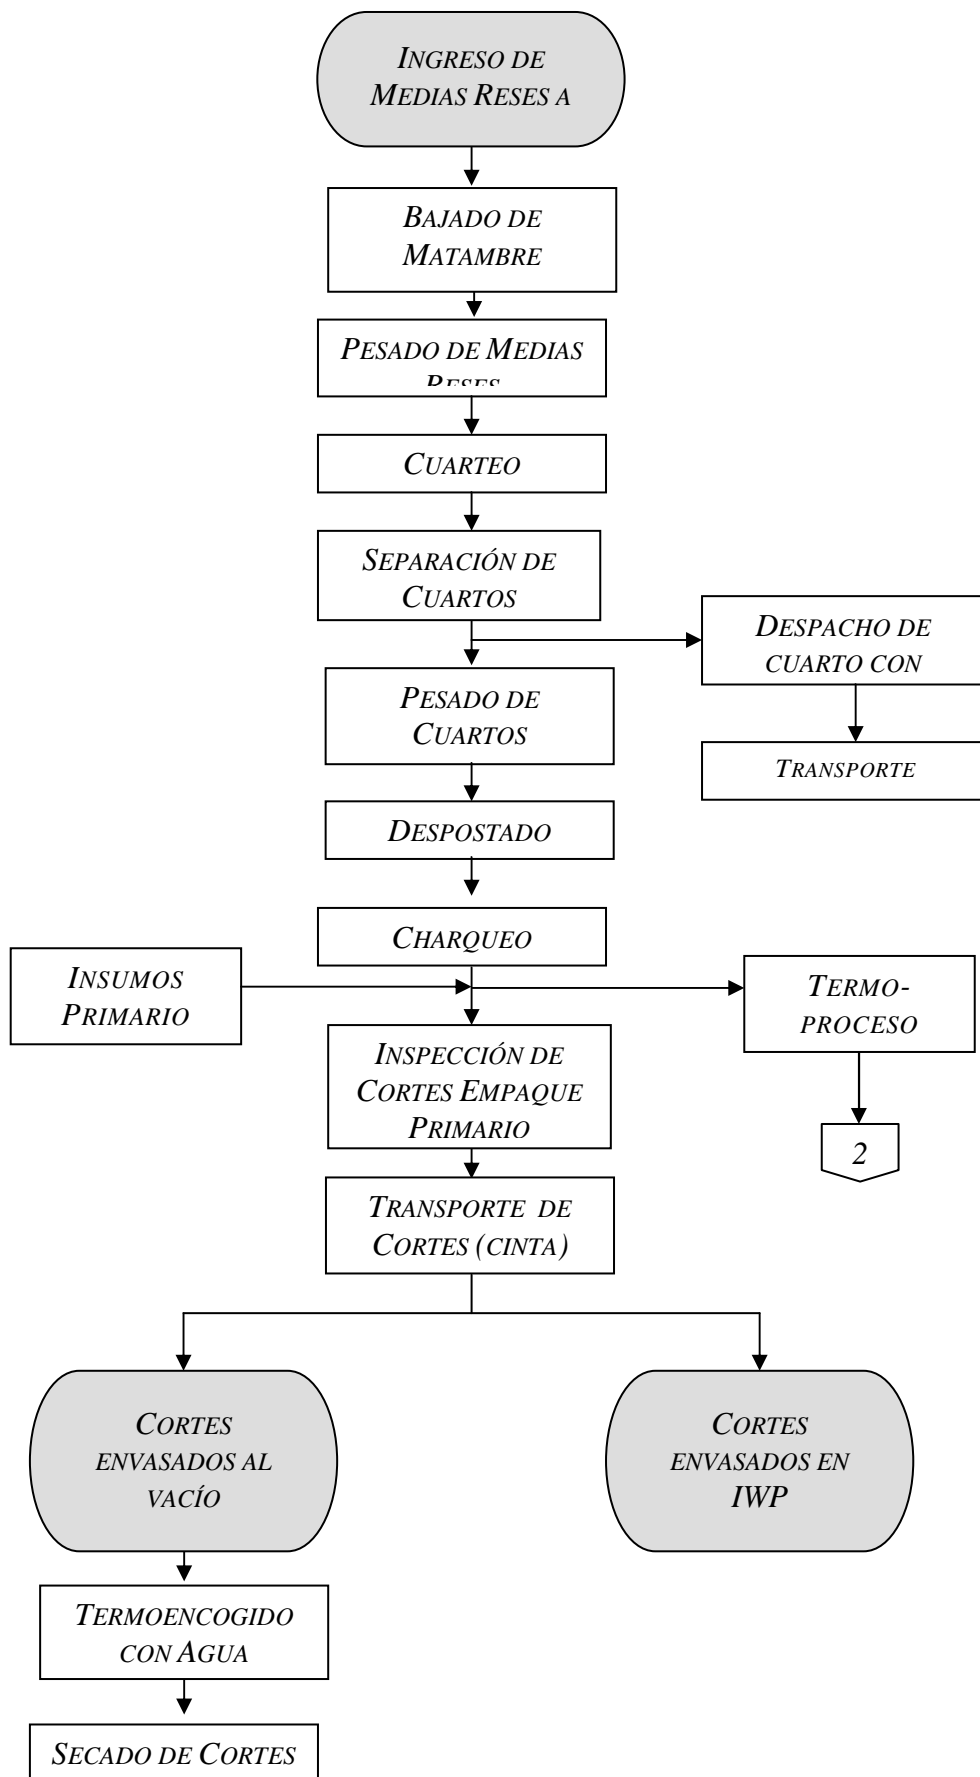 INGRESO DE
MEDIAS RESES A
BAJADO DE
MATAMBRE
PESADO DE MEDIAS
RESES
CUARTEO
SEPARACIÓN DE
CUARTOS
DESPACHO DE
CUARTO CON
PESADO DE
CUARTOS
TRANSPORTE
DESPOSTADO
CHARQUEO
INSUMOS
PRIMARIO
TERMO-
PROCESO
INSPECCIÓN DE
CORTES EMPAQUE
PRIMARIO
2
TRANSPORTE DE
CORTES (CINTA)
CORTES
ENVASADOS AL
VACÍO
CORTES
ENVASADOS EN
IWP
TERMOENCOGIDO
CON AGUA
SECADO DE CORTES